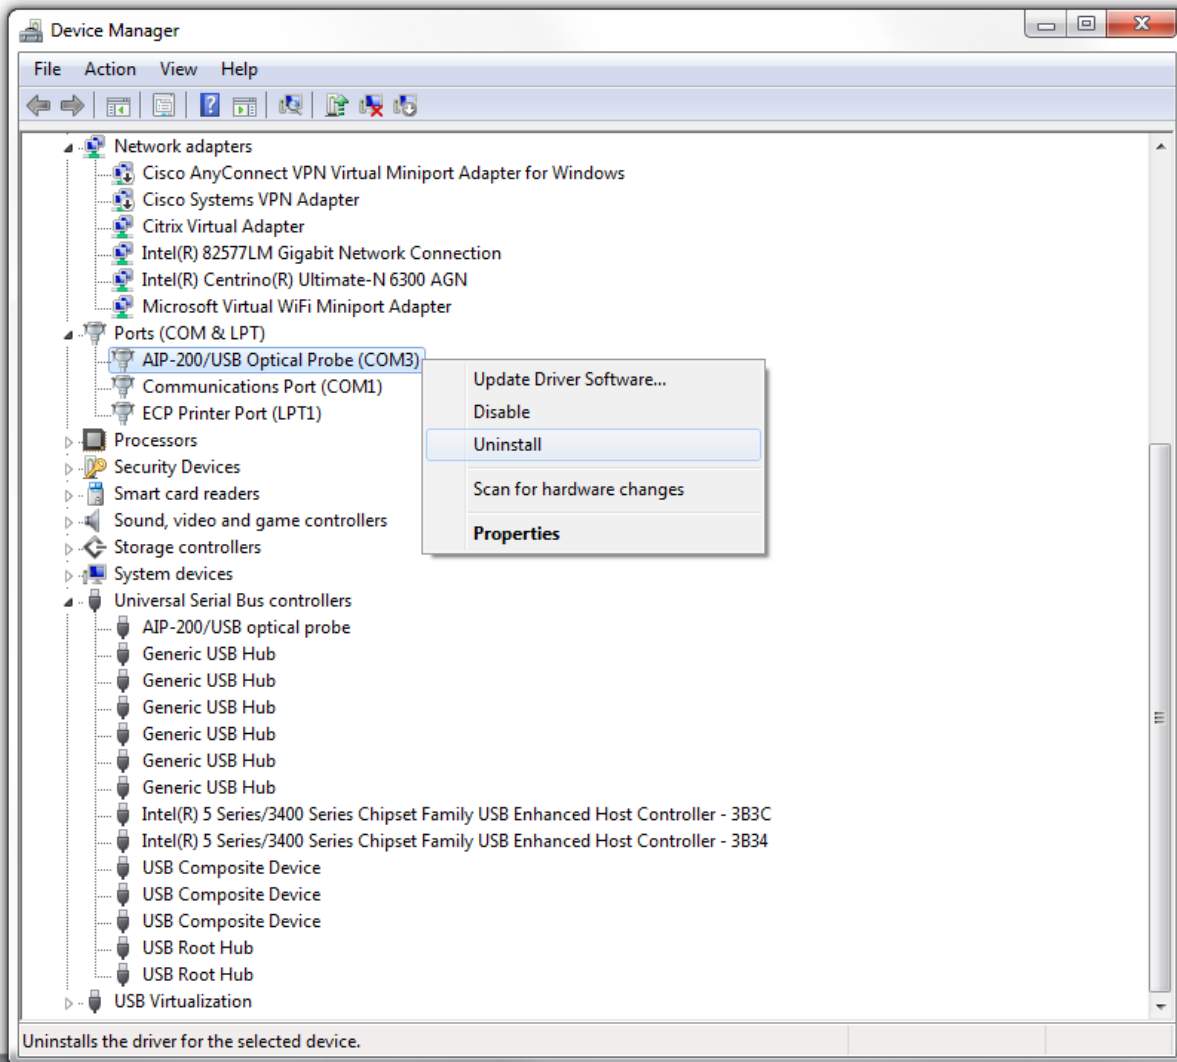 Device Manager
File Action View Help
Network adapters
Cisco AnyConnect VPN Virtual Miniport Adapter for Windows
Cisco Systems VPN Adapter
Citrix Virtual Adapter
Intel(R) 82577LM Gigabit Network Connection
Intel(R) Centrino(R) Ultimate-N 6300 AGN
Microsoft Virtual WiFi Miniport Adapter
Ports (COM & LPT)
AIP-200/USB Optical Probe (COM3)
Communications Port (COM1)
ECP Printer Port (LPT1)
Update Driver Software...
Disable
Uninstall
Scan for hardware changes
Properties
Processors
Security Devices
Smart card readers
Sound, video and game controllers
Storage controllers
System devices
Universal Serial Bus controllers
AIP-200/USB optical probe
Generic USB Hub
Generic USB Hub
Generic USB Hub
Generic USB Hub
Generic USB Hub
Generic USB Hub
Intel(R) 5 Series/3400 Series Chipset Family USB Enhanced Host Controller - 3B3C
Intel(R) 5 Series/3400 Series Chipset Family USB Enhanced Host Controller - 3B34
USB Composite Device
USB Composite Device
USB Composite Device
USB Root Hub
USB Root Hub
USB Virtualization
Uninstalls the driver for the selected device.